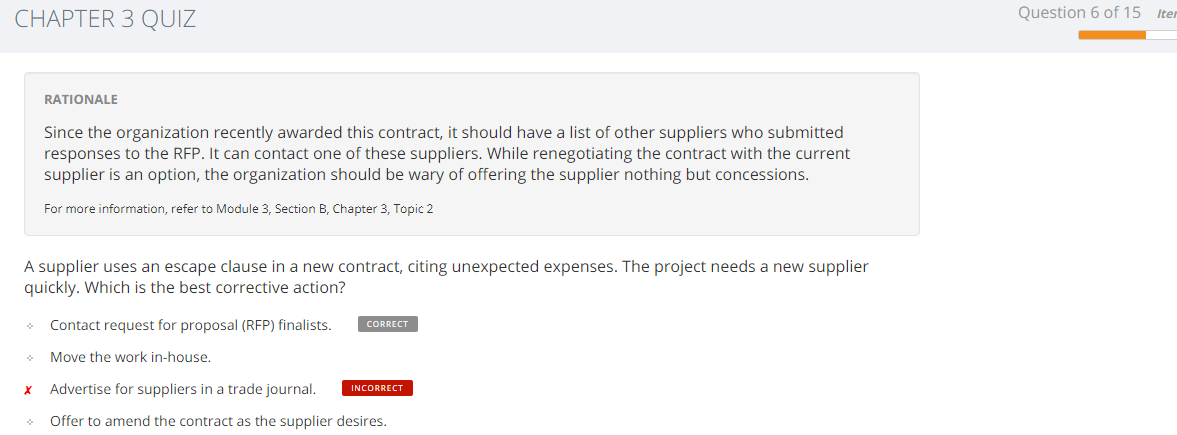 CHAPTER 3 QUIZ
Question 6 of 15
RATIONALE
Since the organization recently awarded this contract, it should have a list of other suppliers who submitted
responses to the RFP. It can contact one of these suppliers. While renegotiating the contract with the current
supplier is an option, the organization should be wary of offering the supplier nothing but concessions.
For more information, refer to Module 3, Section B, Chapter 3, Topic 2
A supplier uses an escape clause in a new contract, citing unexpected expenses. The project needs a new supplier
quickly. Which is the best corrective action?
Contact request for proposal (RFP) finalists. CORRECT
Move the work in-house.
✗ Advertise for suppliers in a trade journal. INCORRECT
Offer to amend the contract as the supplier desires.